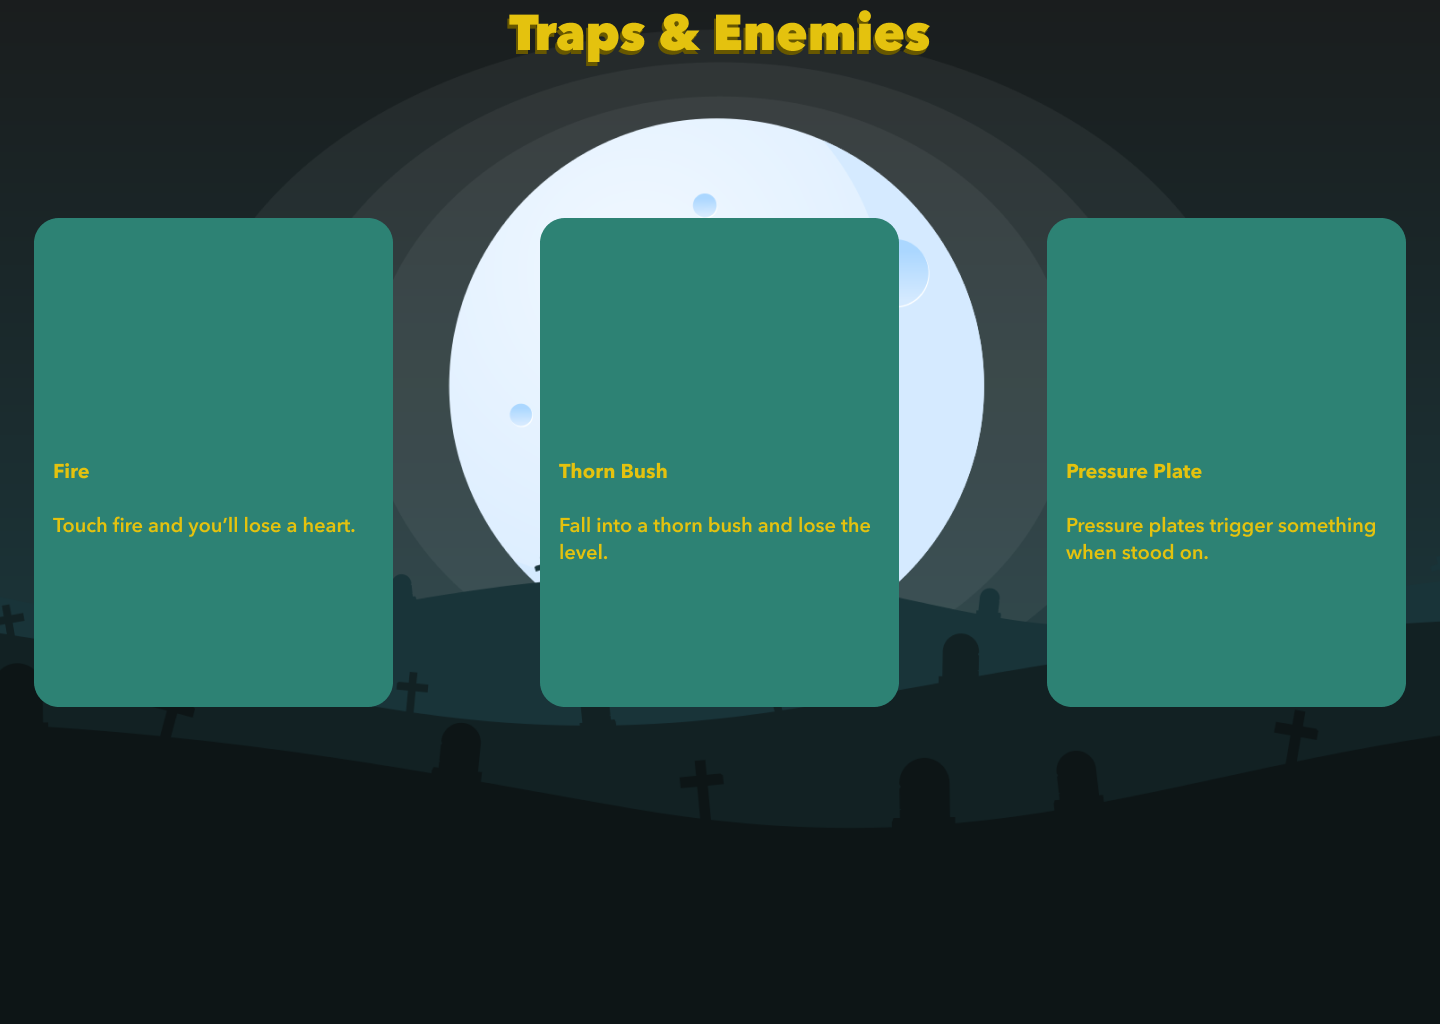 Traps & Enemies
Fire
Touch fire and you’ll lose a heart.
Thorn Bush
Fall into a thorn bush and lose the
level.
Pressure Plate
Pressure plates trigger something
when stood on.